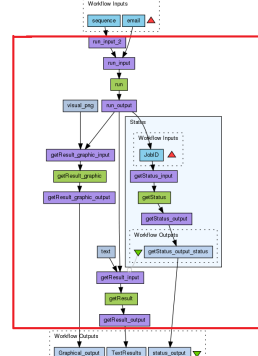 Workflow Inputs
sequence email
run_input_2
run_input
run
visual_png run_output
Status
Workflow Inputs
getResult_graphic_input JobID
getResult_graphic getStatus_input
getResult_graphic_output getStatus
getStatus_output
Workflow Outputs
text getStatus_output_status
getResult_input
getResult
getResult_output
Workflow Outputs
Graphical_output TextResults status_output